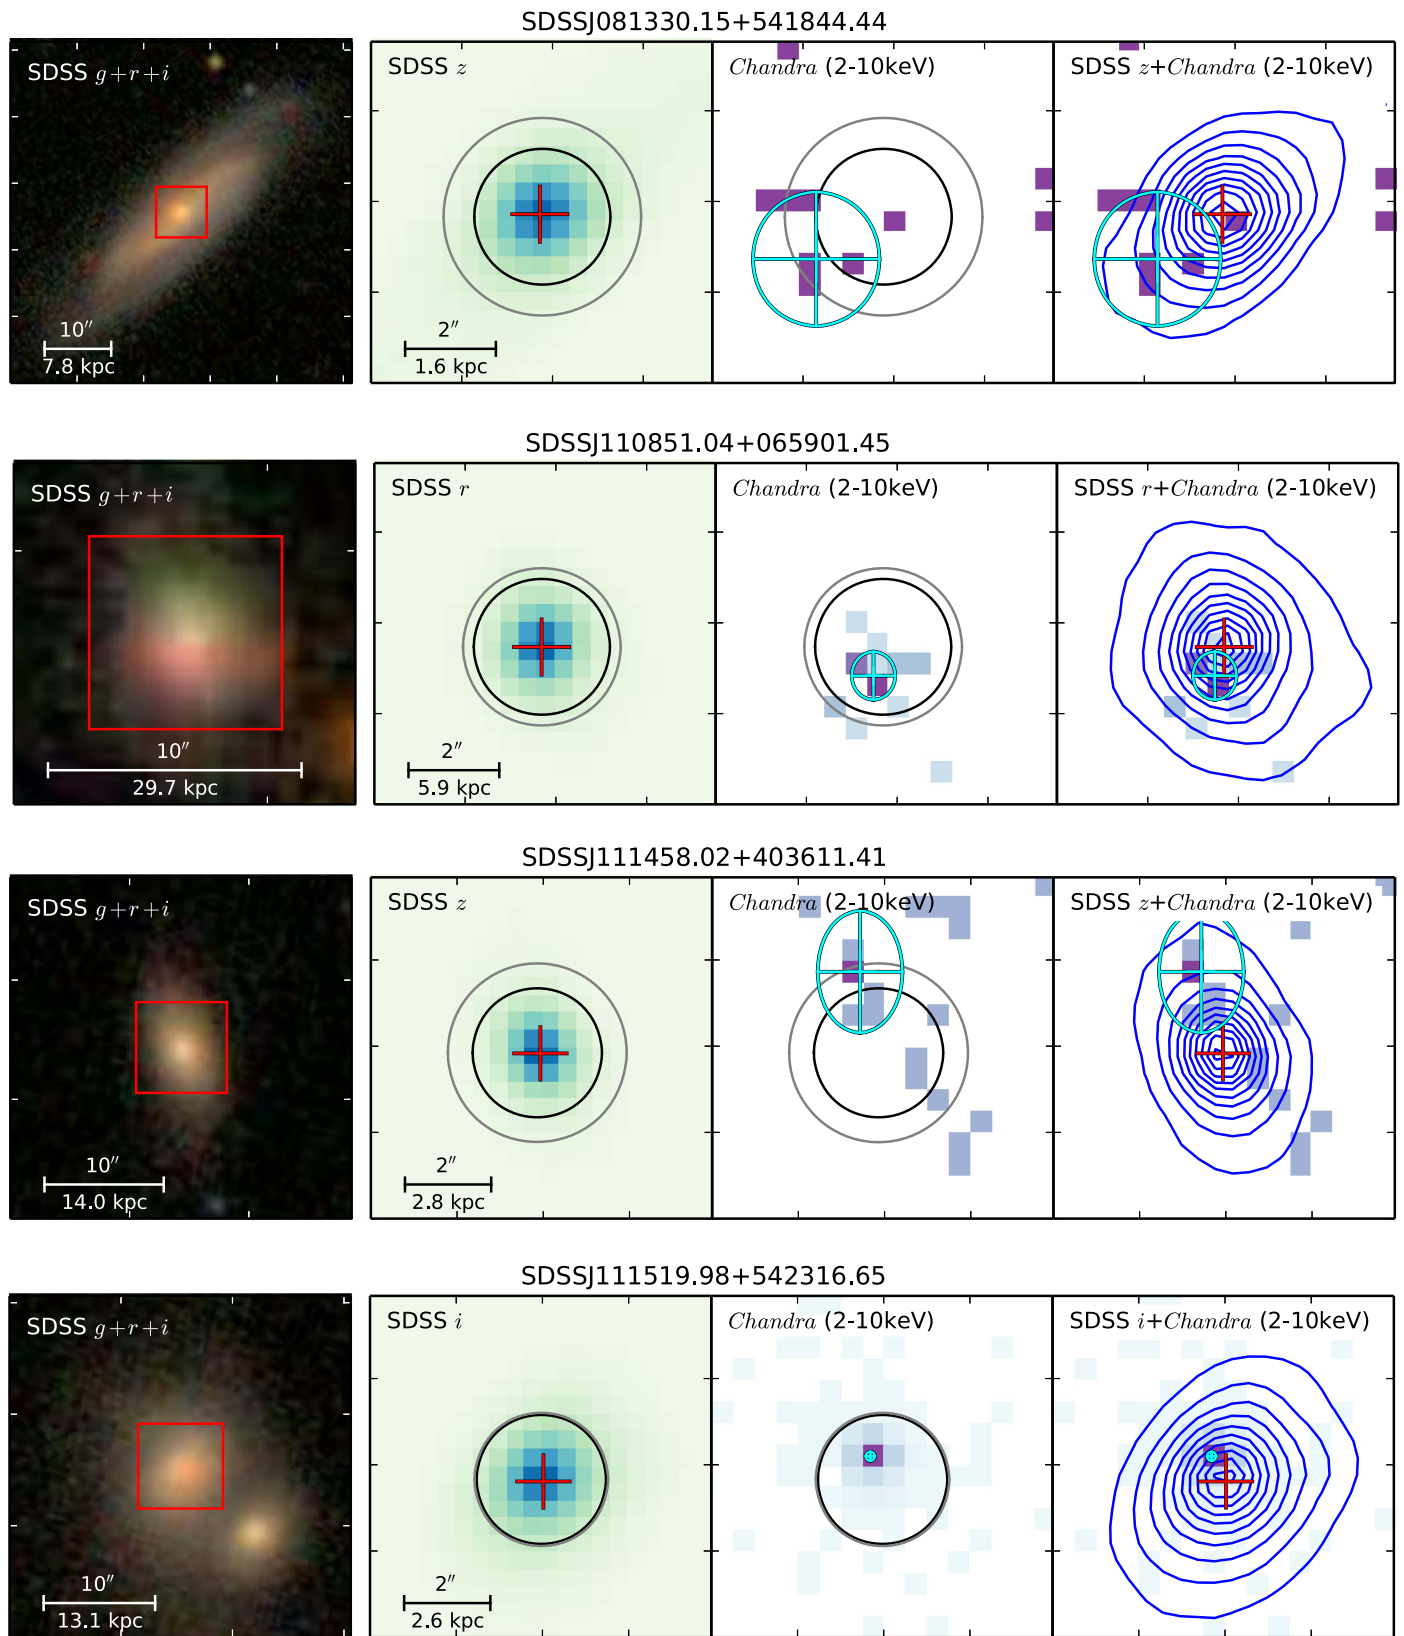 SDSSJ081330.15+541844.44
SDSS g+r+i
SDSS z
Chandra (2-10keV)
SDSS z+Chandra (2-10keV)
10″
7.8 kpc
2″
1.6 kpc
SDSSJ110851.04+065901.45
SDSS g+r+i
SDSS r
Chandra (2-10keV)
SDSS r+Chandra (2-10keV)
10″
29.7 kpc
2″
5.9 kpc
SDSSJ111458.02+403611.41
SDSS g+r+i
SDSS z
Chandra (2-10keV)
SDSS z+Chandra (2-10keV)
10″
14.0 kpc
2″
2.8 kpc
SDSSJ111519.98+542316.65
SDSS g+r+i
SDSS i
Chandra (2-10keV)
SDSS i+Chandra (2-10keV)
10″
13.1 kpc
2″
2.6 kpc